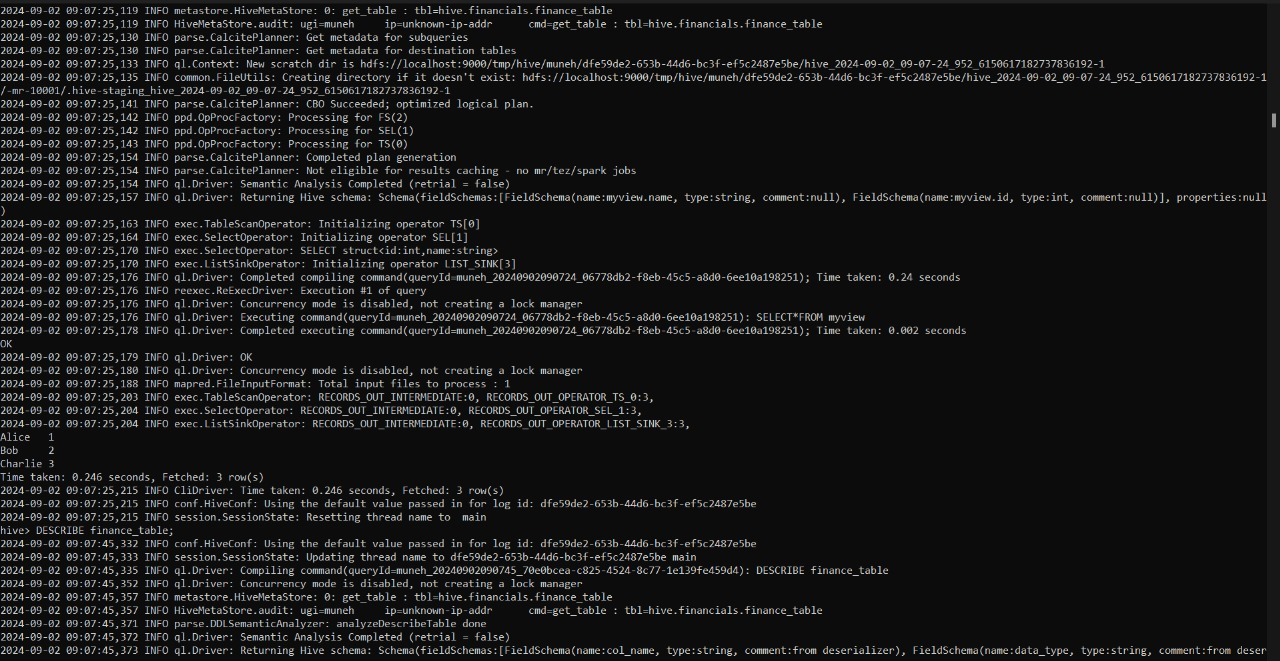 2024-09-02 09:07:25,119 INFO metastore.HiveMetaStore: 0: get_table : tbl=hive.financials.finance_table
2024-09-02 09:07:25,119 INFO HiveMetaStore.audit: ugi=muneh     ip=unknown-ip-addr      cmd=get_table : tbl=hive.financials.finance_table
2024-09-02 09:07:25,130 INFO parse.CalcitePlanner: Get metadata for subqueries
2024-09-02 09:07:25,130 INFO parse.CalcitePlanner: Get metadata for destination tables
2024-09-02 09:07:25,133 INFO ql.Context: New scratch dir is hdfs://localhost:9000/tmp/hive/muneh/dfe59de2-653b-44d6-bc3f-ef5c2487e5be/hive_2024-09-02_09-07-24_952_6150617182737836192-1
2024-09-02 09:07:25,135 INFO common.FileUtils: Creating directory if it doesn't exist: hdfs://localhost:9000/tmp/hive/muneh/dfe59de2-653b-44d6-bc3f-ef5c2487e5be/hive_2024-09-02_09-07-24_952_6150617182737836192-1
/-mr-10001/.hive-staging_hive_2024-09-02_09-07-24_952_6150617182737836192-1
2024-09-02 09:07:25,141 INFO parse.CalcitePlanner: CBO Succeeded; optimized logical plan.
2024-09-02 09:07:25,142 INFO ppd.OpProcFactory: Processing for FS(2)
2024-09-02 09:07:25,142 INFO ppd.OpProcFactory: Processing for SEL(1)
2024-09-02 09:07:25,143 INFO ppd.OpProcFactory: Processing for TS(0)
2024-09-02 09:07:25,154 INFO parse.CalcitePlanner: Completed plan generation
2024-09-02 09:07:25,154 INFO parse.CalcitePlanner: Not eligible for results caching - no mr/tez/spark jobs
2024-09-02 09:07:25,154 INFO ql.Driver: Semantic Analysis Completed (retrial = false)
2024-09-02 09:07:25,157 INFO ql.Driver: Returning Hive schema: Schema(fieldSchemas:[FieldSchema(name:myview.name, type:string, comment:null), FieldSchema(name:myview.id, type:int, comment:null)], properties:null
)
2024-09-02 09:07:25,163 INFO exec.TableScanOperator: Initializing operator TS[0]
2024-09-02 09:07:25,164 INFO exec.SelectOperator: Initializing operator SEL[1]
2024-09-02 09:07:25,170 INFO exec.SelectOperator: SELECT struct<id:int,name:string>
2024-09-02 09:07:25,170 INFO exec.ListSinkOperator: Initializing operator LIST_SINK[3]
2024-09-02 09:07:25,176 INFO ql.Driver: Completed compiling command(queryId=muneh_20240902090724_06778db2-f8eb-45c5-a8d0-6ee10a198251); Time taken: 0.24 seconds
2024-09-02 09:07:25,176 INFO reexec.ReExecDriver: Execution #1 of query
2024-09-02 09:07:25,176 INFO ql.Driver: Concurrency mode is disabled, not creating a lock manager
2024-09-02 09:07:25,176 INFO ql.Driver: Executing command(queryId=muneh_20240902090724_06778db2-f8eb-45c5-a8d0-6ee10a198251): SELECT*FROM myview
2024-09-02 09:07:25,178 INFO ql.Driver: Completed executing command(queryId=muneh_20240902090724_06778db2-f8eb-45c5-a8d0-6ee10a198251); Time taken: 0.002 seconds
OK
2024-09-02 09:07:25,179 INFO ql.Driver: OK
2024-09-02 09:07:25,180 INFO ql.Driver: Concurrency mode is disabled, not creating a lock manager
2024-09-02 09:07:25,188 INFO mapred.FileInputFormat: Total input files to process : 1
2024-09-02 09:07:25,203 INFO exec.TableScanOperator: RECORDS_OUT_INTERMEDIATE:0, RECORDS_OUT_OPERATOR_TS_0:3,
2024-09-02 09:07:25,204 INFO exec.SelectOperator: RECORDS_OUT_INTERMEDIATE:0, RECORDS_OUT_OPERATOR_SEL_1:3,
2024-09-02 09:07:25,204 INFO exec.ListSinkOperator: RECORDS_OUT_INTERMEDIATE:0, RECORDS_OUT_OPERATOR_LIST_SINK_3:3,
Alice   1
Bob     2
Charlie 3
Time taken: 0.246 seconds, Fetched: 3 row(s)
2024-09-02 09:07:25,215 INFO CliDriver: Time taken: 0.246 seconds, Fetched: 3 row(s)
2024-09-02 09:07:25,215 INFO conf.HiveConf: Using the default value passed in for log id: dfe59de2-653b-44d6-bc3f-ef5c2487e5be
2024-09-02 09:07:25,215 INFO session.SessionState: Resetting thread name to  main
hive> DESCRIBE finance_table;
2024-09-02 09:07:45,332 INFO conf.HiveConf: Using the default value passed in for log id: dfe59de2-653b-44d6-bc3f-ef5c2487e5be
2024-09-02 09:07:45,333 INFO session.SessionState: Updating thread name to dfe59de2-653b-44d6-bc3f-ef5c2487e5be main
2024-09-02 09:07:45,335 INFO ql.Driver: Compiling command(queryId=muneh_20240902090745_70e0bcea-c825-4524-8c77-1e139fe459d4): DESCRIBE finance_table
2024-09-02 09:07:45,352 INFO ql.Driver: Concurrency mode is disabled, not creating a lock manager
2024-09-02 09:07:45,357 INFO metastore.HiveMetaStore: 0: get_table : tbl=hive.financials.finance_table
2024-09-02 09:07:45,357 INFO HiveMetaStore.audit: ugi=muneh     ip=unknown-ip-addr      cmd=get_table : tbl=hive.financials.finance_table
2024-09-02 09:07:45,371 INFO parse.DDLSemanticAnalyzer: analyzeDescribeTable done
2024-09-02 09:07:45,372 INFO ql.Driver: Semantic Analysis Completed (retrial = false)
2024-09-02 09:07:45,373 INFO ql.Driver: Returning Hive schema: Schema(fieldSchemas:[FieldSchema(name:col_name, type:string, comment:from deserializer), FieldSchema(name:data_type, type:string, comment:from deser